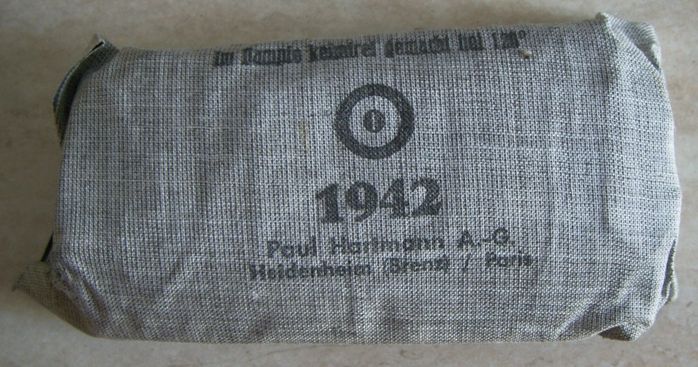 Im Dampfe keimfrei gemacht bei 120°
1942
Paul Hartmann A.-G.
Heidenheim (Brenz) / Paris